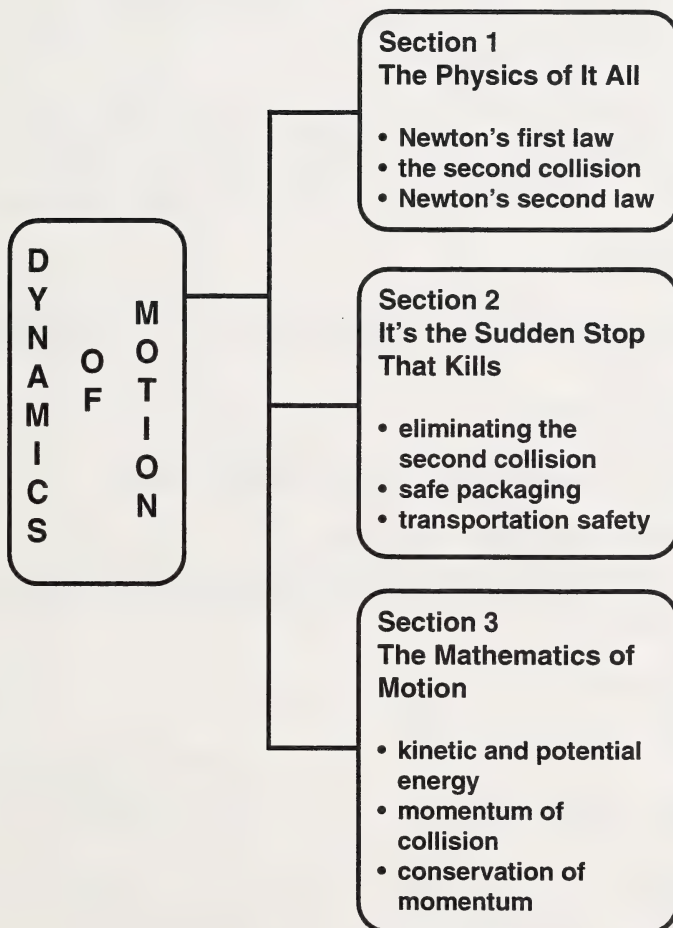 DYNAMICS
OF
MOTION
Section 1
The Physics of It All
• Newton's first law
• the second collision
• Newton's second law
Section 2
It's the Sudden Stop
That Kills
• eliminating the
second collision
• safe packaging
• transportation safety
Section 3
The Mathematics of
Motion
• kinetic and potential
energy
• momentum of
collision
• conservation of
momentum